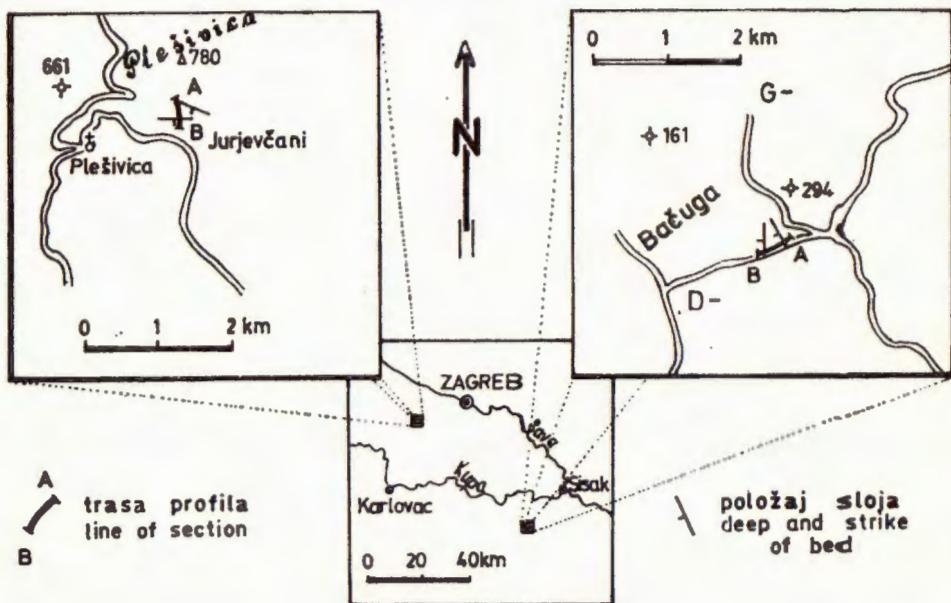 Plešivica
661
780
A
B
Jurjevčani
Plešivica
0 1 2 km
N
0 1 2 km
G-
161
294
Bačuga
A
B
D-
ZAGREB
Sava
Kupa
Sisak
Karlovac
0 20 40km
A
B
trasa profila
line of section
položaj sloja
deep and strike
of bed